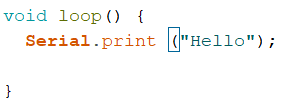 void loop() {
  Serial.print ("Hello");
}